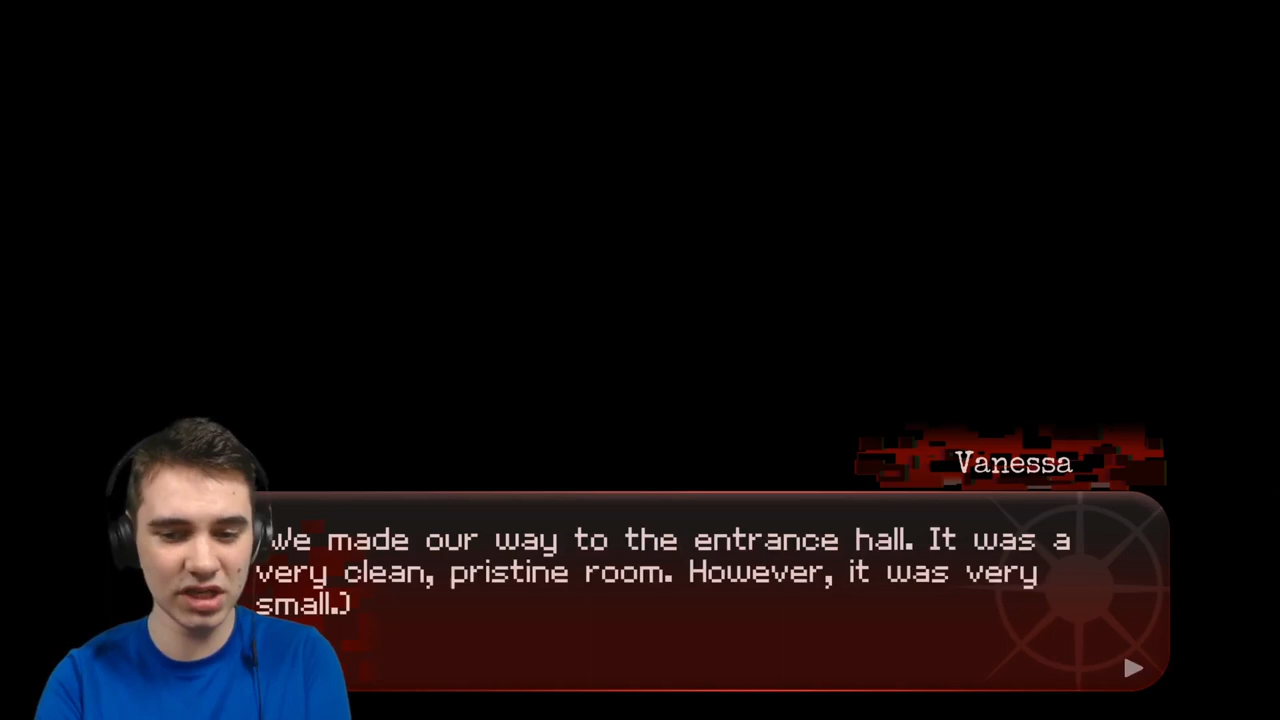 Vanessa
We made our way to the entrance hall. It was a
very clean, pristine room. However, it was very
small.)